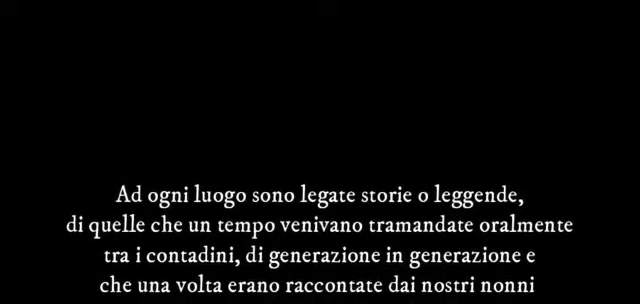 Ad ogni luogo sono legate storie o leggende,
di quelle che un tempo venivano tramandate oralmente
tra i contadini, di generazione in generazione e
che una volta erano raccontate dai nostri nonni